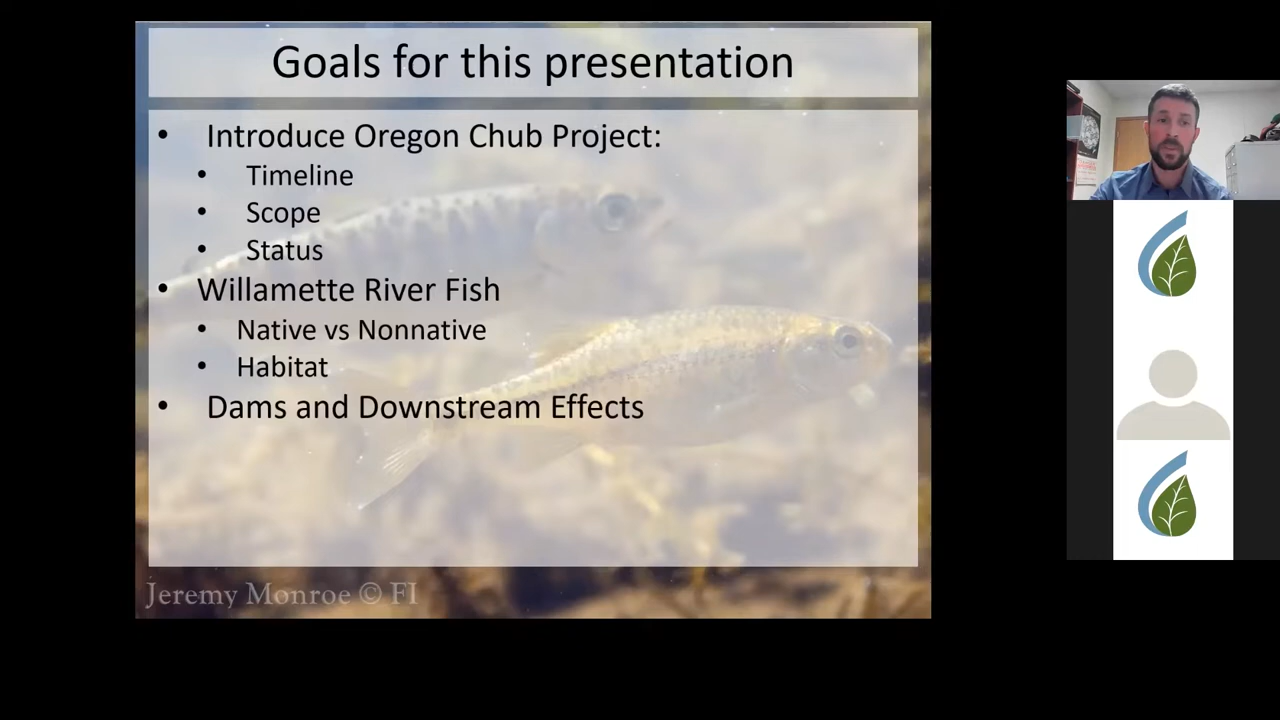 Goals for this presentation
• Introduce Oregon Chub Project:
• Timeline
• Scope
• Status
• Willamette River Fish
• Native vs Nonnative
• Habitat
• Dams and Downstream Effects
Jeremy Monroe © FI